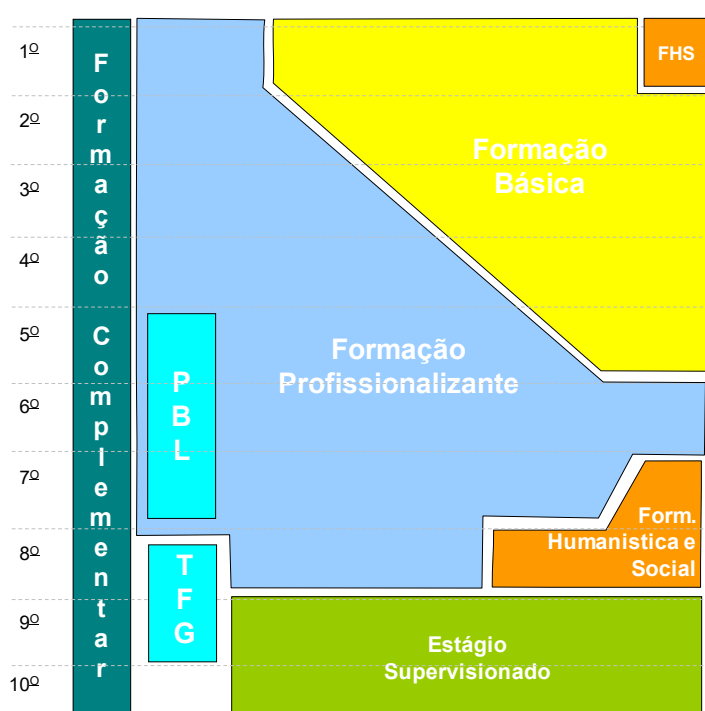 1º
2º
3º
4º
5º
6º
7º
8º
9º
10º
Formação Complementar
FHS
Formação
Básica
Formação
Profissionalizante
PBL
Form.
Humanistica e
Social
TFG
Estágio
Supervisionado